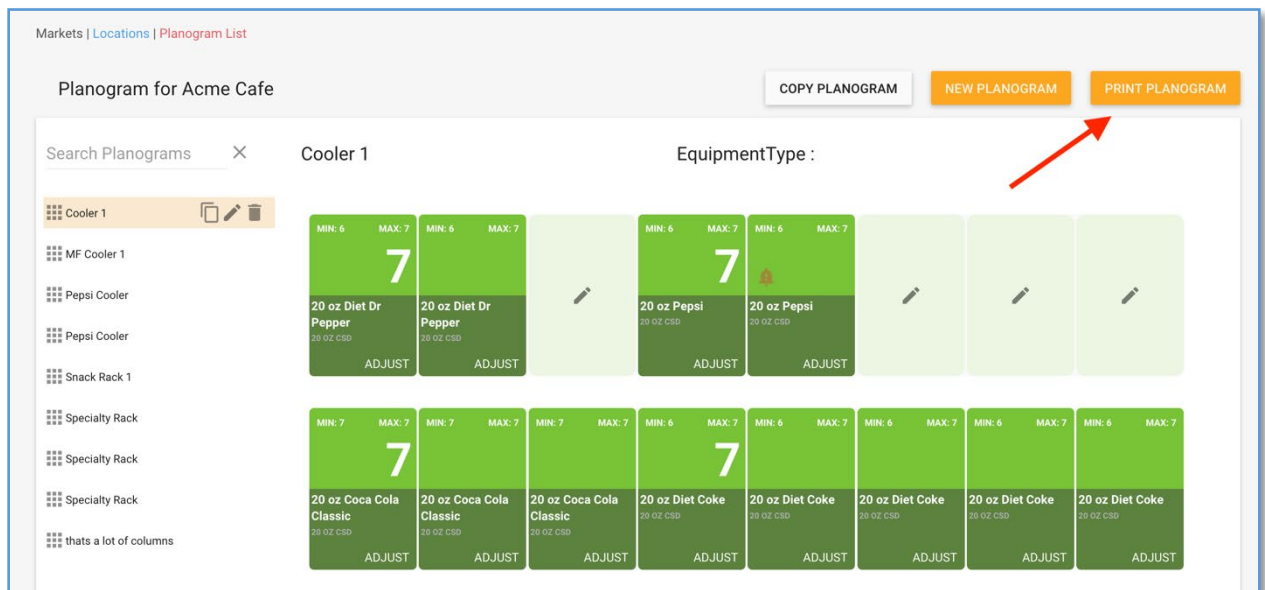 Markets | Locations | Planogram List
Planogram for Acme Cafe
COPY PLANOGRAM
NEW PLANOGRAM
PRINT PLANOGRAM
Search Planograms
Cooler 1
MF Cooler 1
Pepsi Cooler
Pepsi Cooler
Snack Rack 1
Specialty Rack
Specialty Rack
Specialty Rack
thats a lot of columns
Cooler 1
EquipmentType :
MIN: 6 MAX: 7
7
20 oz Diet Dr
Pepper
20 OZ CSD
ADJUST
MIN: 6 MAX: 7
20 oz Diet Dr
Pepper
20 OZ CSD
ADJUST
MIN: 6 MAX: 7
7
20 oz Pepsi
20 OZ CSD
ADJUST
MIN: 6 MAX: 7
20 oz Pepsi
20 OZ CSD
ADJUST
MIN: 7 MAX: 7
7
20 oz Coca Cola
Classic
20 OZ CSD
ADJUST
MIN: 7 MAX: 7
20 oz Coca Cola
Classic
20 OZ CSD
ADJUST
MIN: 7 MAX: 7
20 oz Coca Cola
Classic
20 OZ CSD
ADJUST
MIN: 6 MAX: 7
7
20 oz Diet Coke
20 OZ CSD
ADJUST
MIN: 6 MAX: 7
20 oz Diet Coke
20 OZ CSD
ADJUST
MIN: 6 MAX: 7
20 oz Diet Coke
20 OZ CSD
ADJUST
MIN: 6 MAX: 7
20 oz Diet Coke
20 OZ CSD
ADJUST
MIN: 6 MAX: 7
20 oz Diet Coke
20 OZ CSD
ADJUST